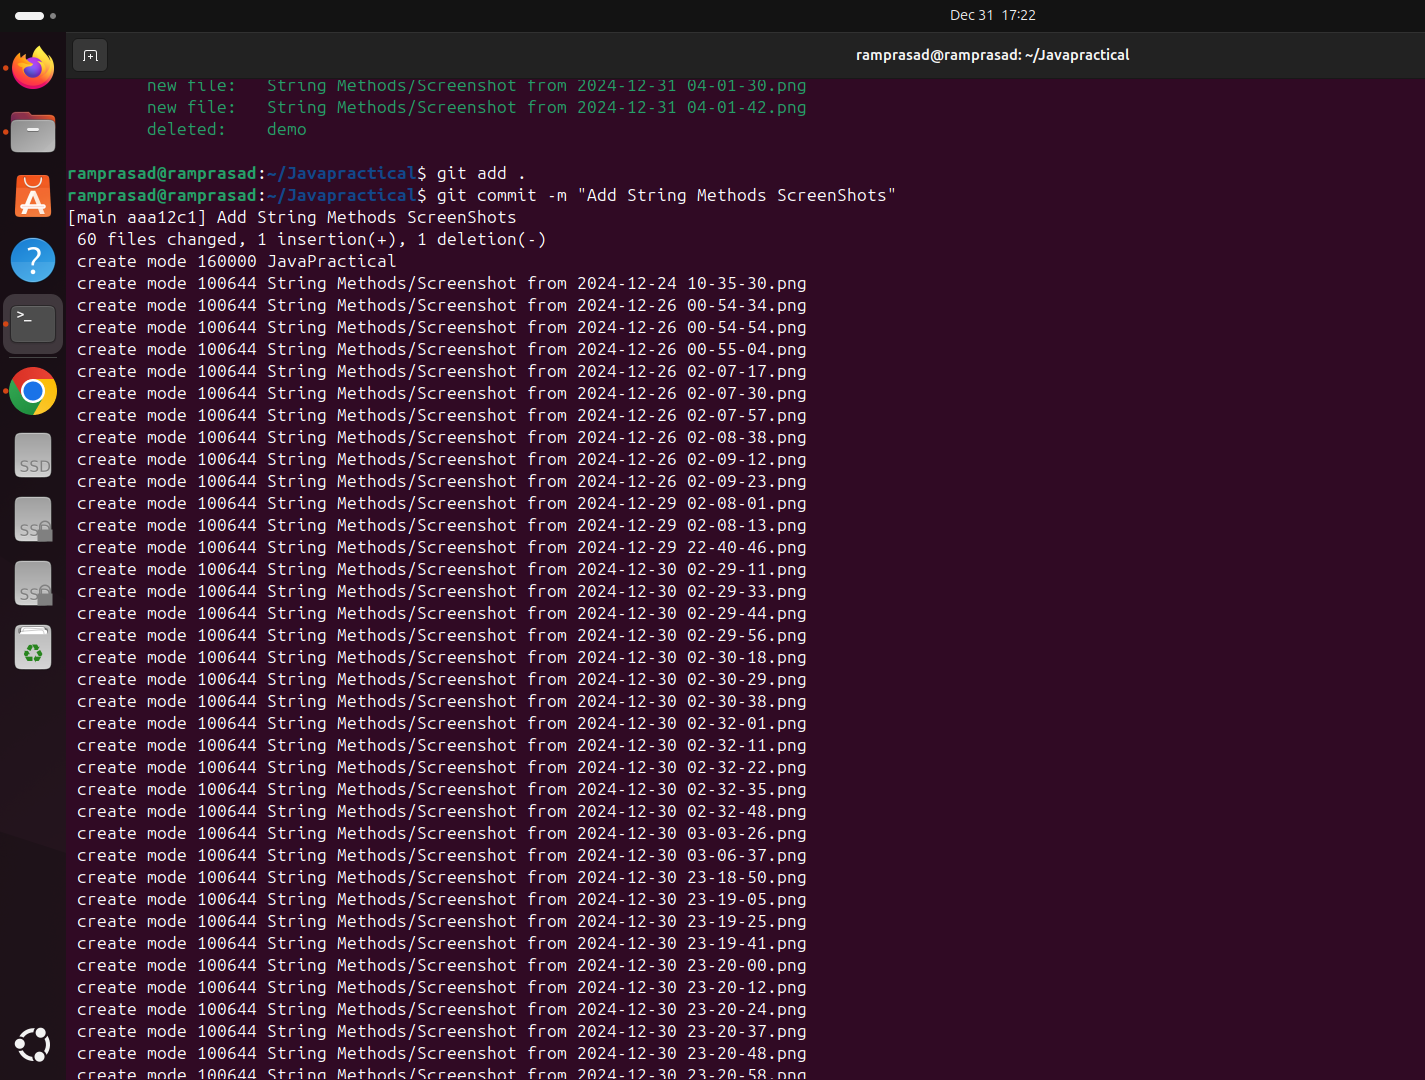 Dec 31 17:22
ramprasad@ramprasad: ~/Javapractical
new file: String Methods/Screenshot from 2024-12-31 04-01-30.png
new file: String Methods/Screenshot from 2024-12-31 04-01-42.png
deleted: demo
ramprasad@ramprasad:~/Javapractical$ git add .
ramprasad@ramprasad:~/Javapractical$ git commit -m "Add String Methods ScreenShots"
[main aaa12c1] Add String Methods ScreenShots
60 files changed, 1 insertion(+), 1 deletion(-)
create mode 160000 JavaPractical
create mode 100644 String Methods/Screenshot from 2024-12-24 10-35-30.png
create mode 100644 String Methods/Screenshot from 2024-12-26 00-54-34.png
create mode 100644 String Methods/Screenshot from 2024-12-26 00-54-54.png
create mode 100644 String Methods/Screenshot from 2024-12-26 00-55-04.png
create mode 100644 String Methods/Screenshot from 2024-12-26 02-07-17.png
create mode 100644 String Methods/Screenshot from 2024-12-26 02-07-30.png
create mode 100644 String Methods/Screenshot from 2024-12-26 02-07-57.png
create mode 100644 String Methods/Screenshot from 2024-12-26 02-08-38.png
create mode 100644 String Methods/Screenshot from 2024-12-26 02-09-12.png
create mode 100644 String Methods/Screenshot from 2024-12-26 02-09-23.png
create mode 100644 String Methods/Screenshot from 2024-12-29 02-08-01.png
create mode 100644 String Methods/Screenshot from 2024-12-29 02-08-13.png
create mode 100644 String Methods/Screenshot from 2024-12-29 22-40-46.png
create mode 100644 String Methods/Screenshot from 2024-12-30 02-29-11.png
create mode 100644 String Methods/Screenshot from 2024-12-30 02-29-33.png
create mode 100644 String Methods/Screenshot from 2024-12-30 02-29-44.png
create mode 100644 String Methods/Screenshot from 2024-12-30 02-29-56.png
create mode 100644 String Methods/Screenshot from 2024-12-30 02-30-18.png
create mode 100644 String Methods/Screenshot from 2024-12-30 02-30-29.png
create mode 100644 String Methods/Screenshot from 2024-12-30 02-30-38.png
create mode 100644 String Methods/Screenshot from 2024-12-30 02-32-01.png
create mode 100644 String Methods/Screenshot from 2024-12-30 02-32-11.png
create mode 100644 String Methods/Screenshot from 2024-12-30 02-32-22.png
create mode 100644 String Methods/Screenshot from 2024-12-30 02-32-35.png
create mode 100644 String Methods/Screenshot from 2024-12-30 02-32-48.png
create mode 100644 String Methods/Screenshot from 2024-12-30 03-03-26.png
create mode 100644 String Methods/Screenshot from 2024-12-30 03-06-37.png
create mode 100644 String Methods/Screenshot from 2024-12-30 23-18-50.png
create mode 100644 String Methods/Screenshot from 2024-12-30 23-19-05.png
create mode 100644 String Methods/Screenshot from 2024-12-30 23-19-25.png
create mode 100644 String Methods/Screenshot from 2024-12-30 23-19-41.png
create mode 100644 String Methods/Screenshot from 2024-12-30 23-20-00.png
create mode 100644 String Methods/Screenshot from 2024-12-30 23-20-12.png
create mode 100644 String Methods/Screenshot from 2024-12-30 23-20-24.png
create mode 100644 String Methods/Screenshot from 2024-12-30 23-20-37.png
create mode 100644 String Methods/Screenshot from 2024-12-30 23-20-48.png
create mode 100644 String Methods/Screenshot from 2024-12-30 23-20-58.png
>_
SSD
SSD
SSD